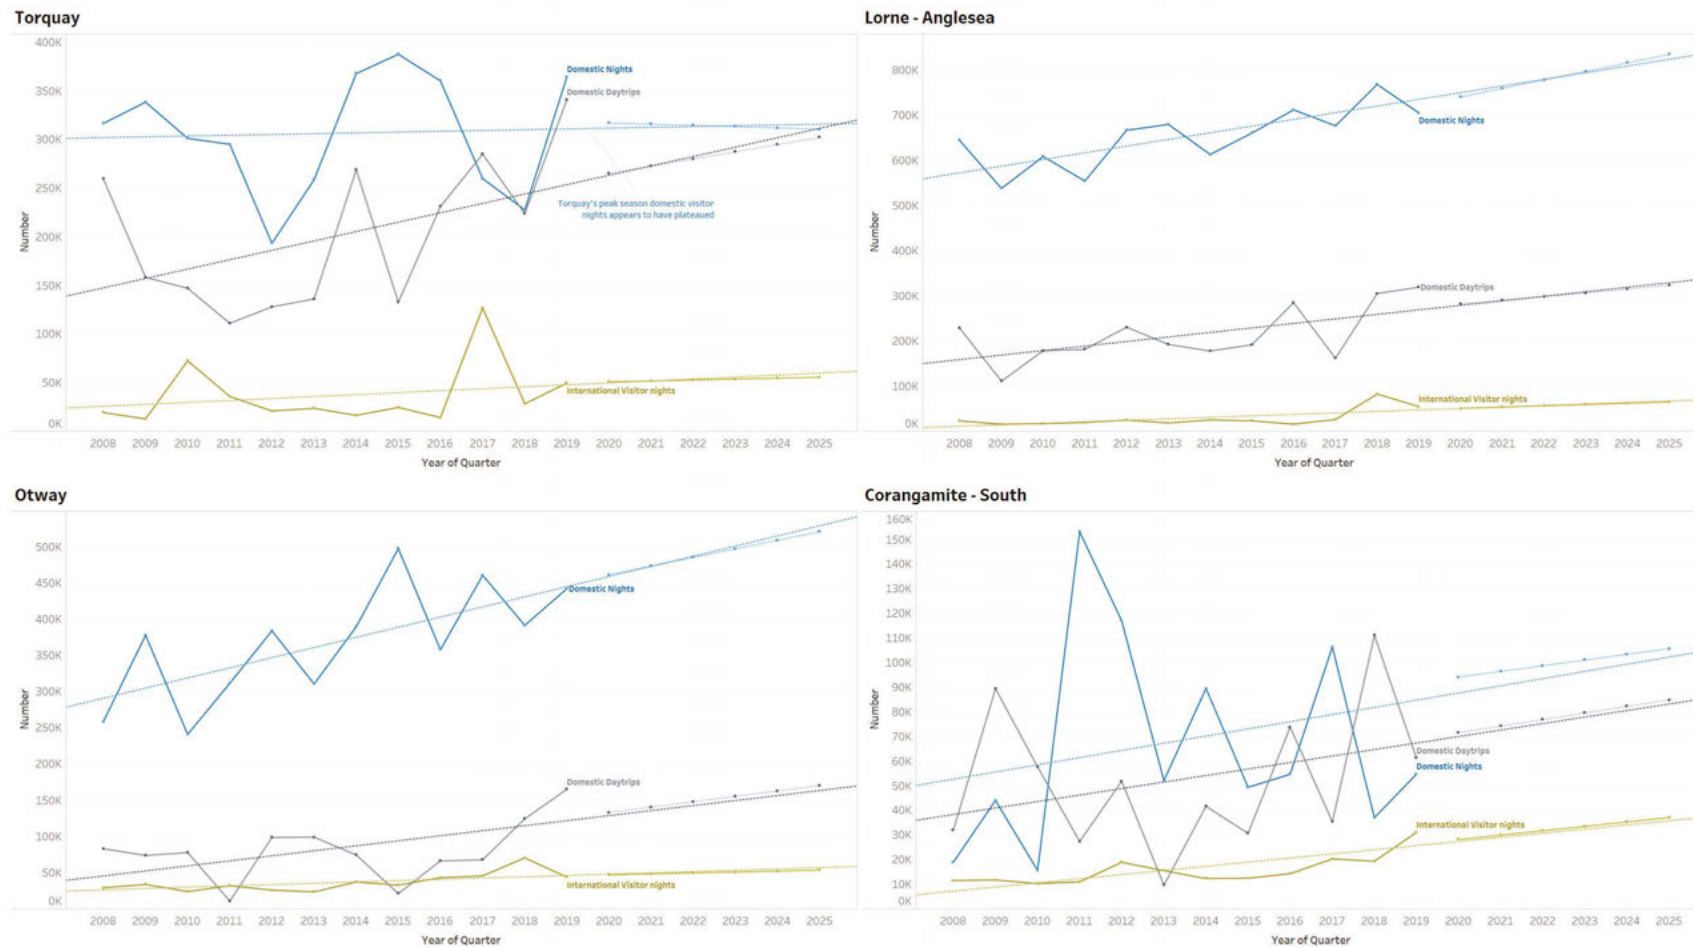 Torquay
400K
350K
300K
250K
200K
150K
100K
50K
0K
Number
Domestic Nights
Domestic Daytrips
Torquay's peak season domestic visitor
nights appears to have plateaued
International Visitor nights
2008 2009 2010 2011 2012 2013 2014 2015 2016 2017 2018 2019 2020 2021 2022 2023 2024 2025
Year of Quarter
Lorne - Anglesea
800K
700K
600K
500K
400K
300K
200K
100K
0K
Number
Domestic Nights
Domestic Daytrips
International Visitor nights
2008 2009 2010 2011 2012 2013 2014 2015 2016 2017 2018 2019 2020 2021 2022 2023 2024 2025
Year of Quarter
Otway
500K
450K
400K
350K
300K
250K
200K
150K
100K
50K
0K
Number
Domestic Nights
Domestic Daytrips
International Visitor nights
2008 2009 2010 2011 2012 2013 2014 2015 2016 2017 2018 2019 2020 2021 2022 2023 2024 2025
Year of Quarter
Corangamite - South
160K
150K
140K
130K
120K
110K
100K
90K
80K
70K
60K
50K
40K
30K
20K
10K
0K
Number
Domestic Daytrips
Domestic Nights
International Visitor nights
2008 2009 2010 2011 2012 2013 2014 2015 2016 2017 2018 2019 2020 2021 2022 2023 2024 2025
Year of Quarter